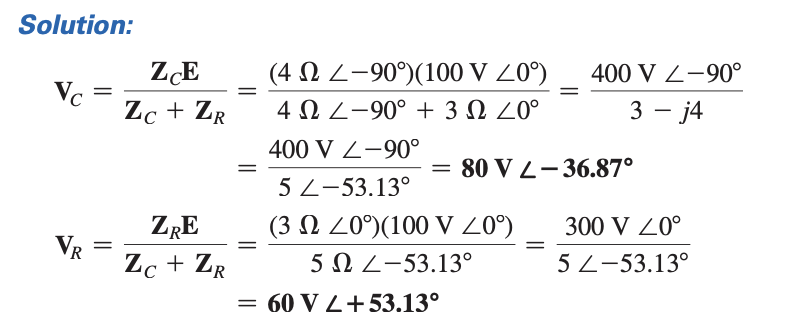 Solution:
V_C = Z_C E / (Z_C + Z_R) = (4 Ω ∠−90°)(100 V ∠0°) / (4 Ω ∠−90° + 3 Ω ∠0°) = 400 V ∠−90° / (3 − j4)
= 400 V ∠−90° / 5 ∠−53.13° = 80 V ∠−36.87°
V_R = Z_R E / (Z_C + Z_R) = (3 Ω ∠0°)(100 V ∠0°) / 5 Ω ∠−53.13° = 300 V ∠0° / 5 ∠−53.13°
= 60 V ∠+53.13°